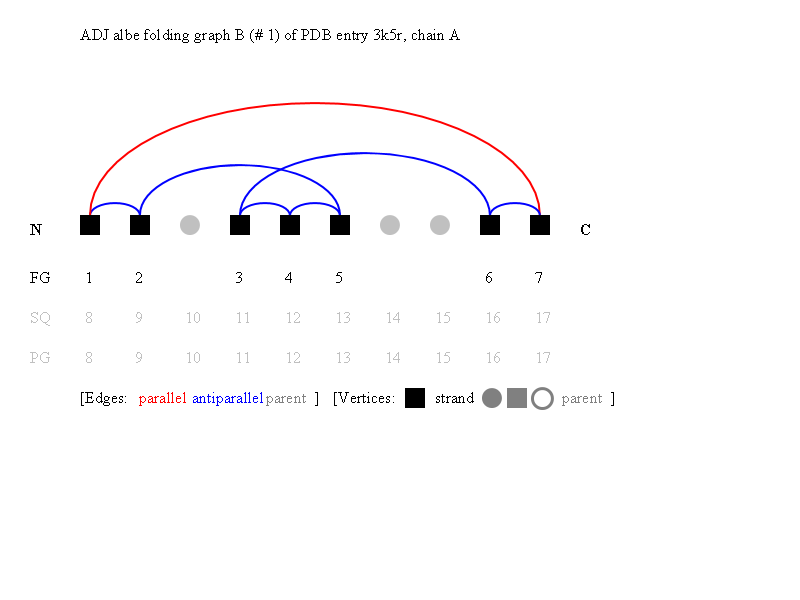 ADJ albe folding graph B (# 1) of PDB entry 3k5r, chain A
N C
FG 1 2 3 4 5 6 7
SQ 8 9 10 11 12 13 14 15 16 17
PG 8 9 10 11 12 13 14 15 16 17
[Edges: parallel antiparallel parent ] [Vertices: strand parent ]